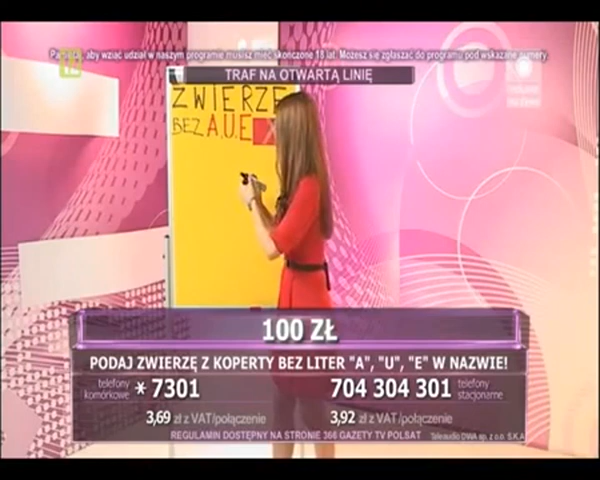 Pamiętaj, aby wziąć udział w naszym programie musisz mieć skończone 18 lat. Możesz się zgłaszać do programu pod wskazane numery.
TRAF NA OTWARTĄ LINIĘ
ZWIERZĘ
BEZ A,U,E
100 ZŁ
PODAJ ZWIERZĘ Z KOPERTY BEZ LITER "A", "U", "E" W NAZWIE!
telefony komórkowe * 7301 704 304 301 telefony stacjonarne
3,69 zł z VAT/połączenie 3,92 zł z VAT/połączenie
REGULAMIN DOSTĘPNY NA STRONIE 366 GAZETY TV POLSAT Teleaudio DWA sp. z o.o. S.K.A